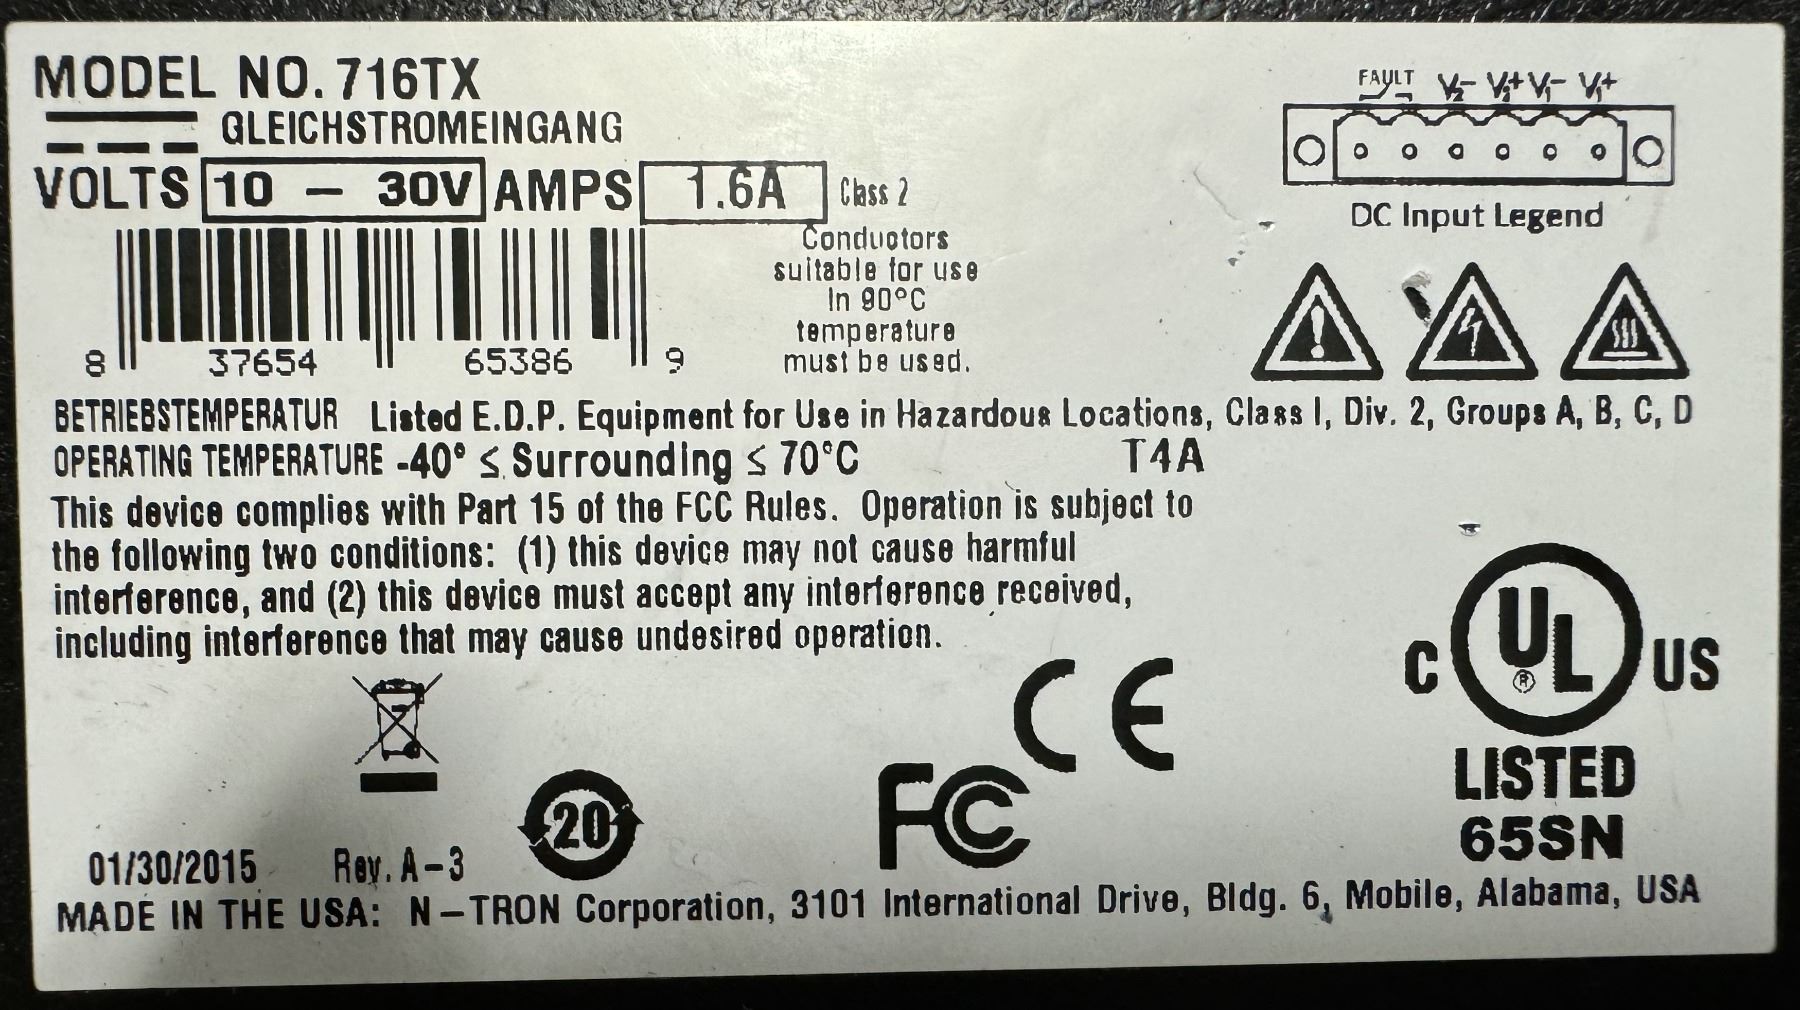 MODEL NO. 716TX
GLEICHSTROMEINGANG
VOLTS 10 – 30V AMPS 1.6A Class 2
FAULT V2- V2+ V1- V1+
DC Input Legend
Conductors
suitable for use
In 90°C
temperature
must be used.
8 37654 65386 9
BETRIEBSTEMPERATUR Listed E.D.P. Equipment for Use in Hazardous Locations, Class I, Div. 2, Groups A, B, C, D
OPERATING TEMPERATURE -40° ≤ Surrounding ≤ 70°C T4A
This device complies with Part 15 of the FCC Rules. Operation is subject to
the following two conditions: (1) this device may not cause harmful
interference, and (2) this device must accept any interference received,
including interference that may cause undesired operation.
C UL ® US
LISTED
65SN
CE
FC
20
01/30/2015 Rev. A-3
MADE IN THE USA: N-TRON Corporation, 3101 International Drive, Bldg. 6, Mobile, Alabama, USA